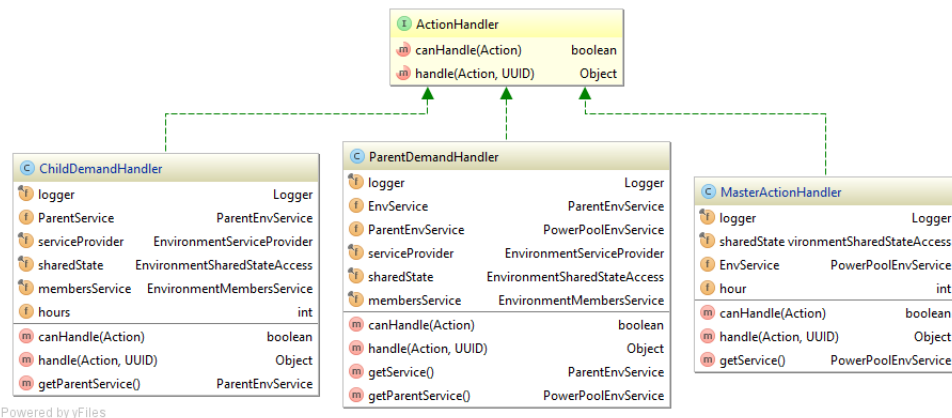 I ActionHandler
m canHandle(Action) boolean
m handle(Action, UUID) Object
C ChildDemandHandler
f logger Logger
f ParentService ParentEnvService
f serviceProvider EnvironmentServiceProvider
f sharedState EnvironmentSharedStateAccess
f membersService EnvironmentMembersService
f hours int
m canHandle(Action) boolean
m handle(Action, UUID) Object
m getParentService() ParentEnvService
C ParentDemandHandler
f logger Logger
f EnvService ParentEnvService
f ParentEnvService PowerPoolEnvService
f serviceProvider EnvironmentServiceProvider
f sharedState EnvironmentSharedStateAccess
f membersService EnvironmentMembersService
m canHandle(Action) boolean
m handle(Action, UUID) Object
m getService() ParentEnvService
m getParentService() PowerPoolEnvService
C MasterActionHandler
f logger Logger
f sharedState vironmentSharedStateAccess
f EnvService PowerPoolEnvService
f hour int
m canHandle(Action) boolean
m handle(Action, UUID) Object
m getService() PowerPoolEnvService
Powered by yFiles